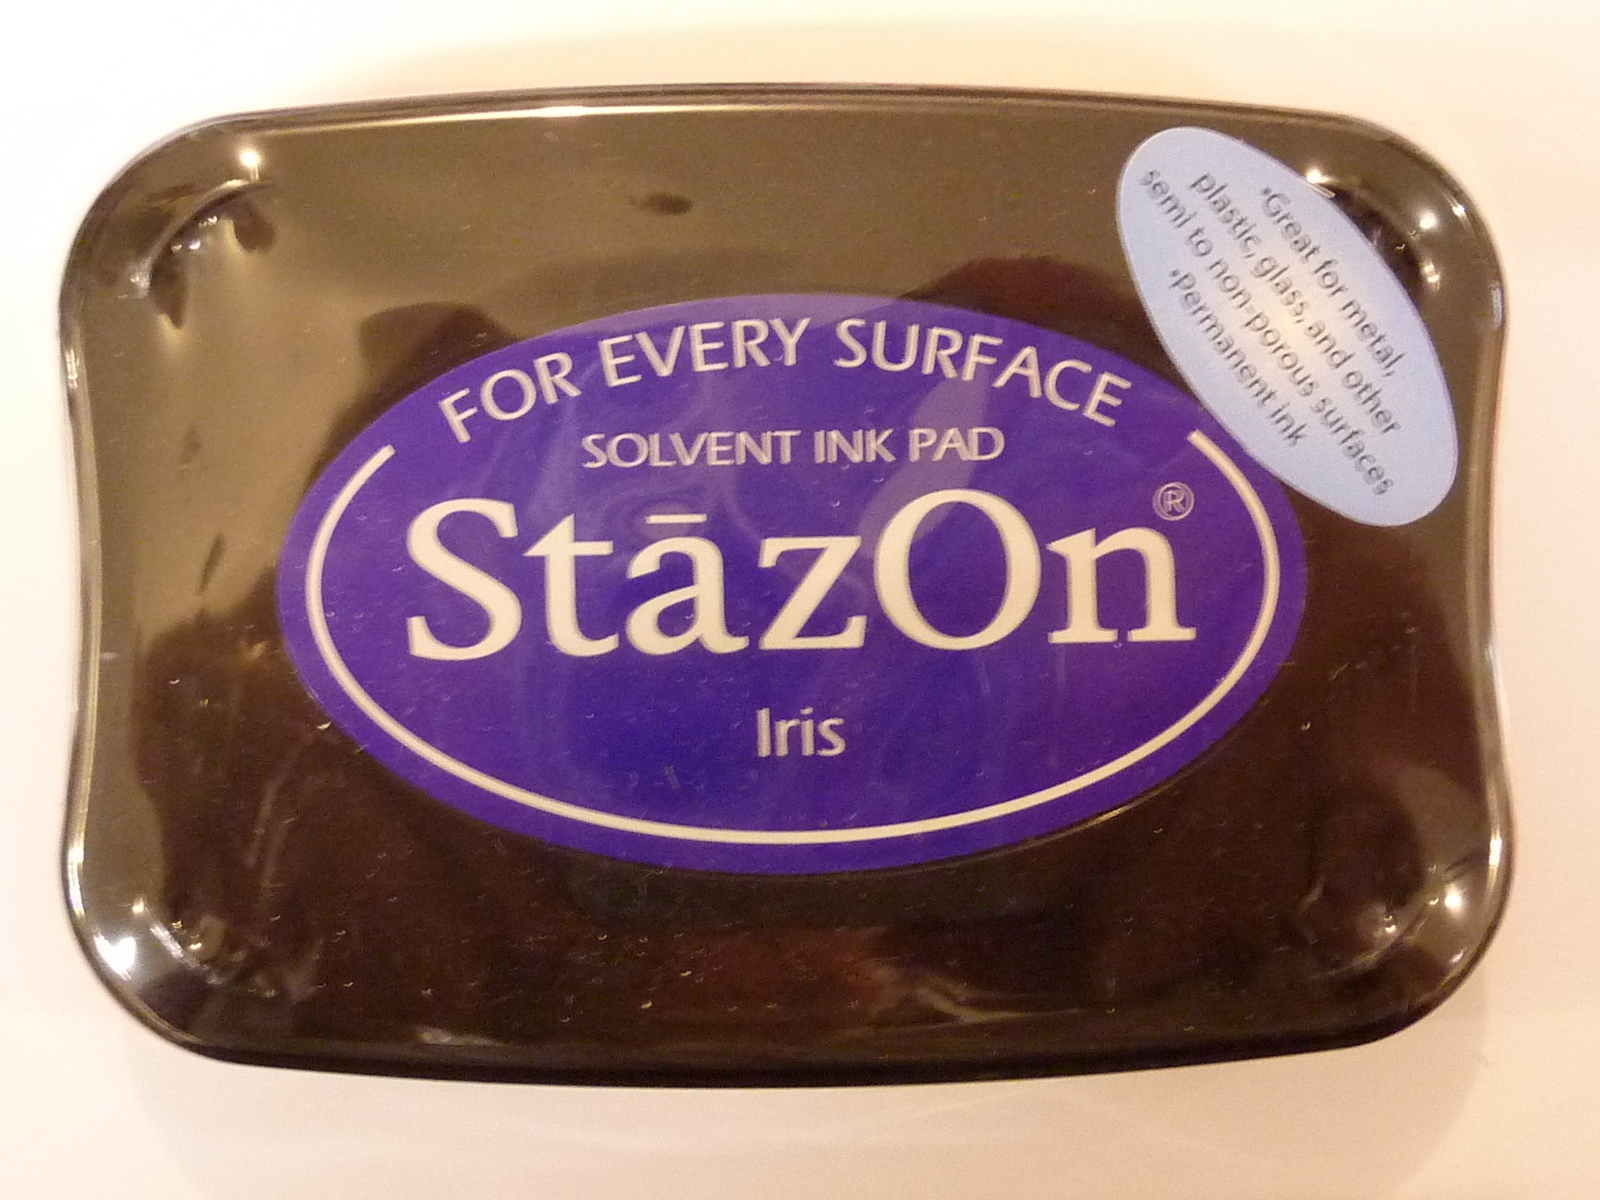 FOR EVERY SURFACE
SOLVENT INK PAD
StāzOn®
Iris
•Great for metal,
plastic, glass, and other
semi to non-porous surfaces
•Permanent ink